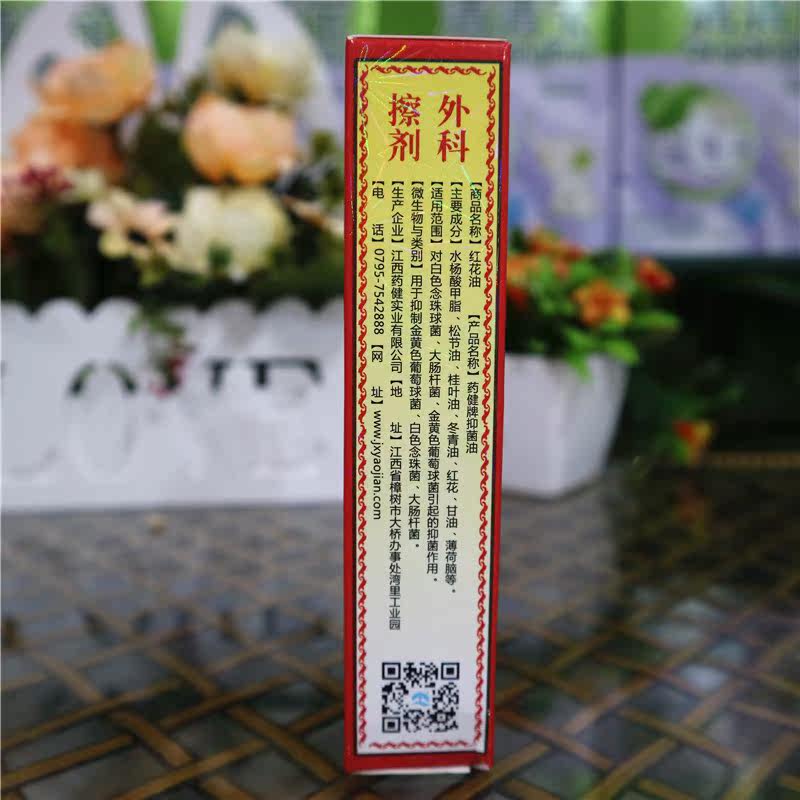 外科
擦剂
【商品名称】红花油 【产品名称】药健牌抑菌油
【主要成分】水杨酸甲脂、松节油、桂叶油、冬青油、红花、甘油、薄荷脑等。
【适用范围】对白色念珠球菌、大肠杆菌、金黄色葡萄球菌引起的抑菌作用。
【微生物与类别】用于抑制金黄色葡萄球菌、白色念珠菌、大肠杆菌。
【生产企业】江西药健实业有限公司【地 址】江西省樟树市大桥办事处湾里工业园
【电 话】0795-7542888【网 址】www.jxyaojian.com